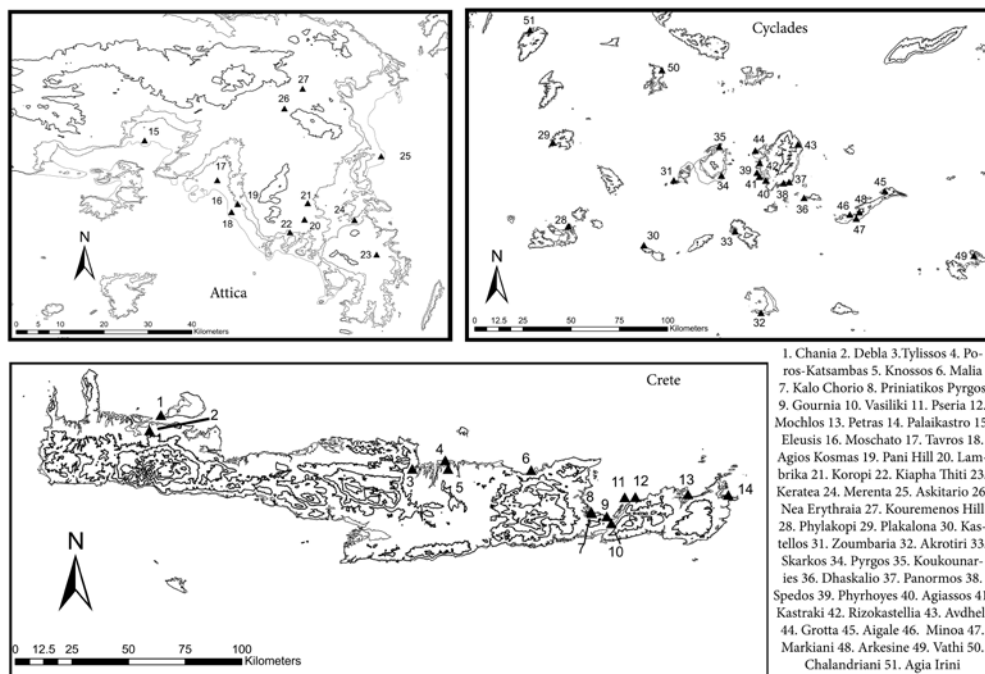 51
Cyclades
50
27
26
15
29
35
44
43
25
17
39
42
31
34
41
40
38
37
45
16
19
36
46
48
18
21
24
28
33
47
22
20
30
N
23
N
49
Attica
32
0 5 10 20 30 40
Kilometers
0 12.5 25 50 75 100
Kilometers
Crete
1
2
4
6
3
5
11
12
13
14
8
9
7
10
N
0 12.5 25 50 75 100
Kilometers
1. Chania 2. Debla 3.Tylissos 4. Po-
ros-Katsambas 5. Knossos 6. Malia
7. Kalo Chorio 8. Priniatikos Pyrgos
9. Gournia 10. Vasiliki 11. Pseria 12.
Mochlos 13. Petras 14. Palaikastro 15
Eleusis 16. Moschato 17. Tavros 18.
Agios Kosmas 19. Pani Hill 20. Lam-
brika 21. Koropi 22. Kiapha Thiti 23.
Keratea 24. Merenta 25. Askitario 26
Nea Erythraia 27. Kouremenos Hill
28. Phylakopi 29. Plakalona 30. Kas-
tellos 31. Zoumbaria 32. Akrotiri 33.
Skarkos 34. Pyrgos 35. Koukounar-
ies 36. Dhaskalio 37. Panormos 38.
Spedos 39. Phyrhoyes 40. Agiassos 41
Kastraki 42. Rizokastellia 43. Avdhel
44. Grotta 45. Aigale 46. Minoa 47.
Markiani 48. Arkesine 49. Vathi 50.
Chalandriani 51. Agia Irini